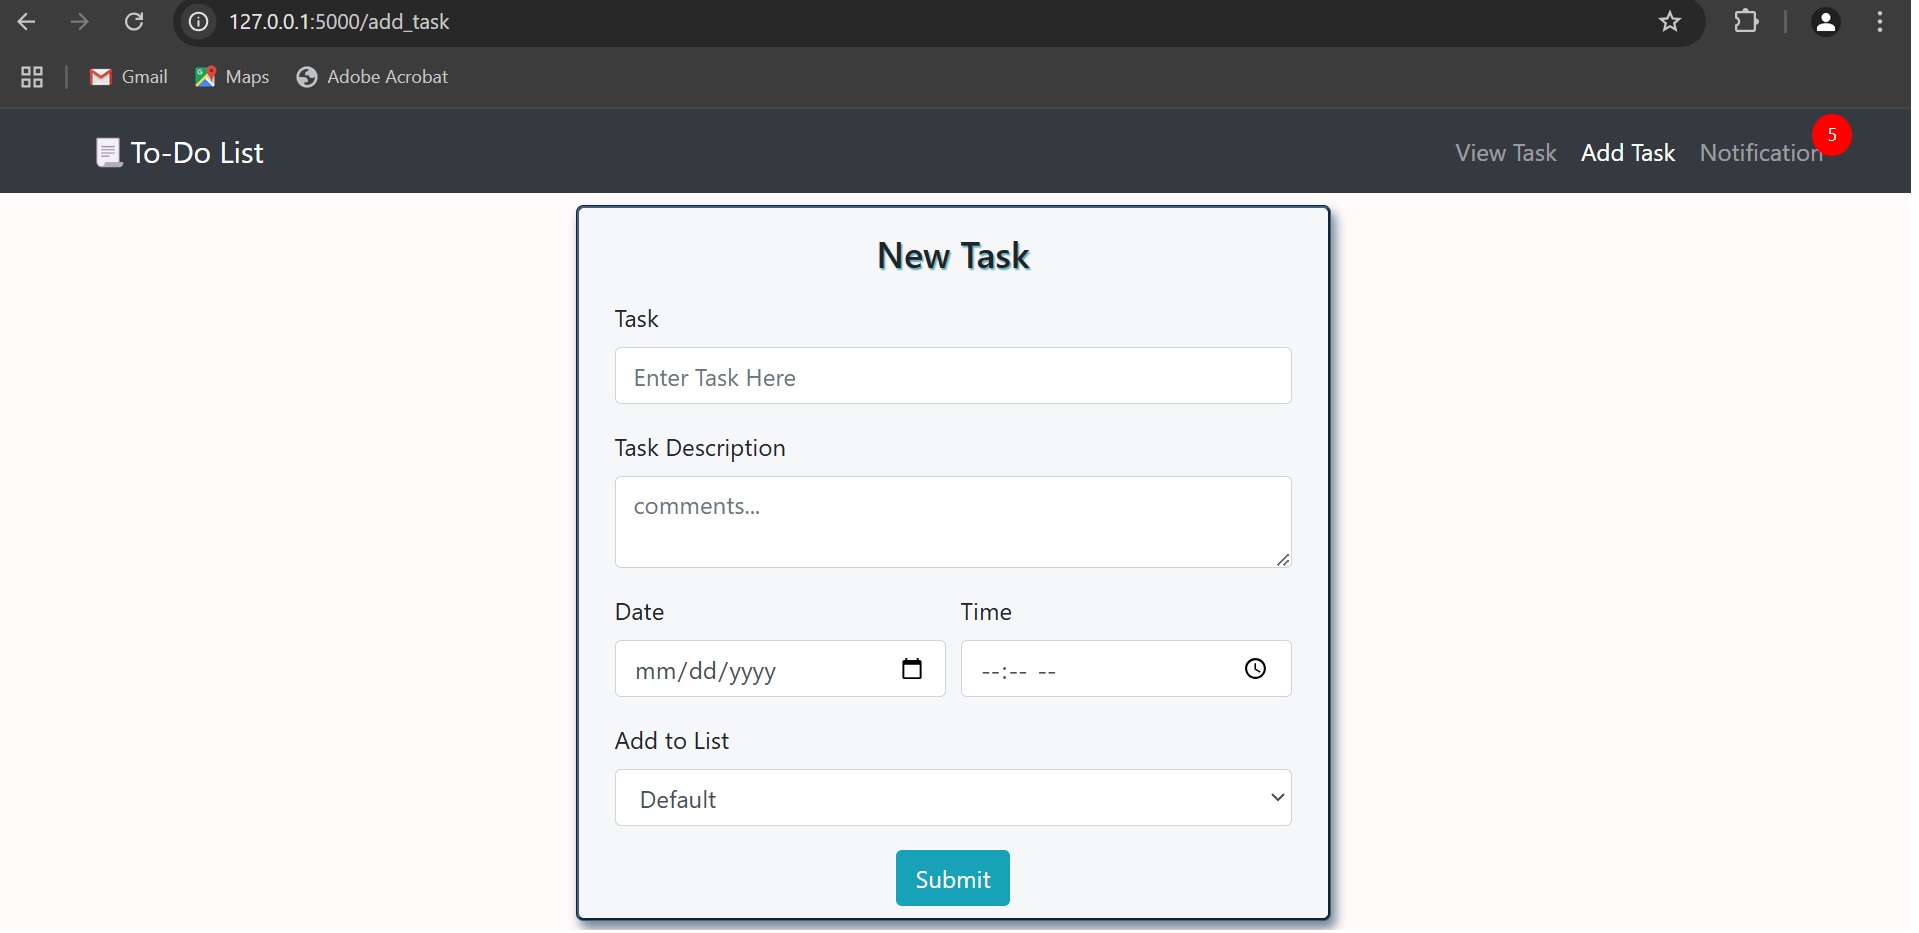 127.0.0.1:5000/add_task
Gmail Maps Adobe Acrobat
To-Do List View Task Add Task Notification 5
New Task
Task
Enter Task Here
Task Description
comments...
Date Time
mm/dd/yyyy --:-- --
Add to List
Default
Submit